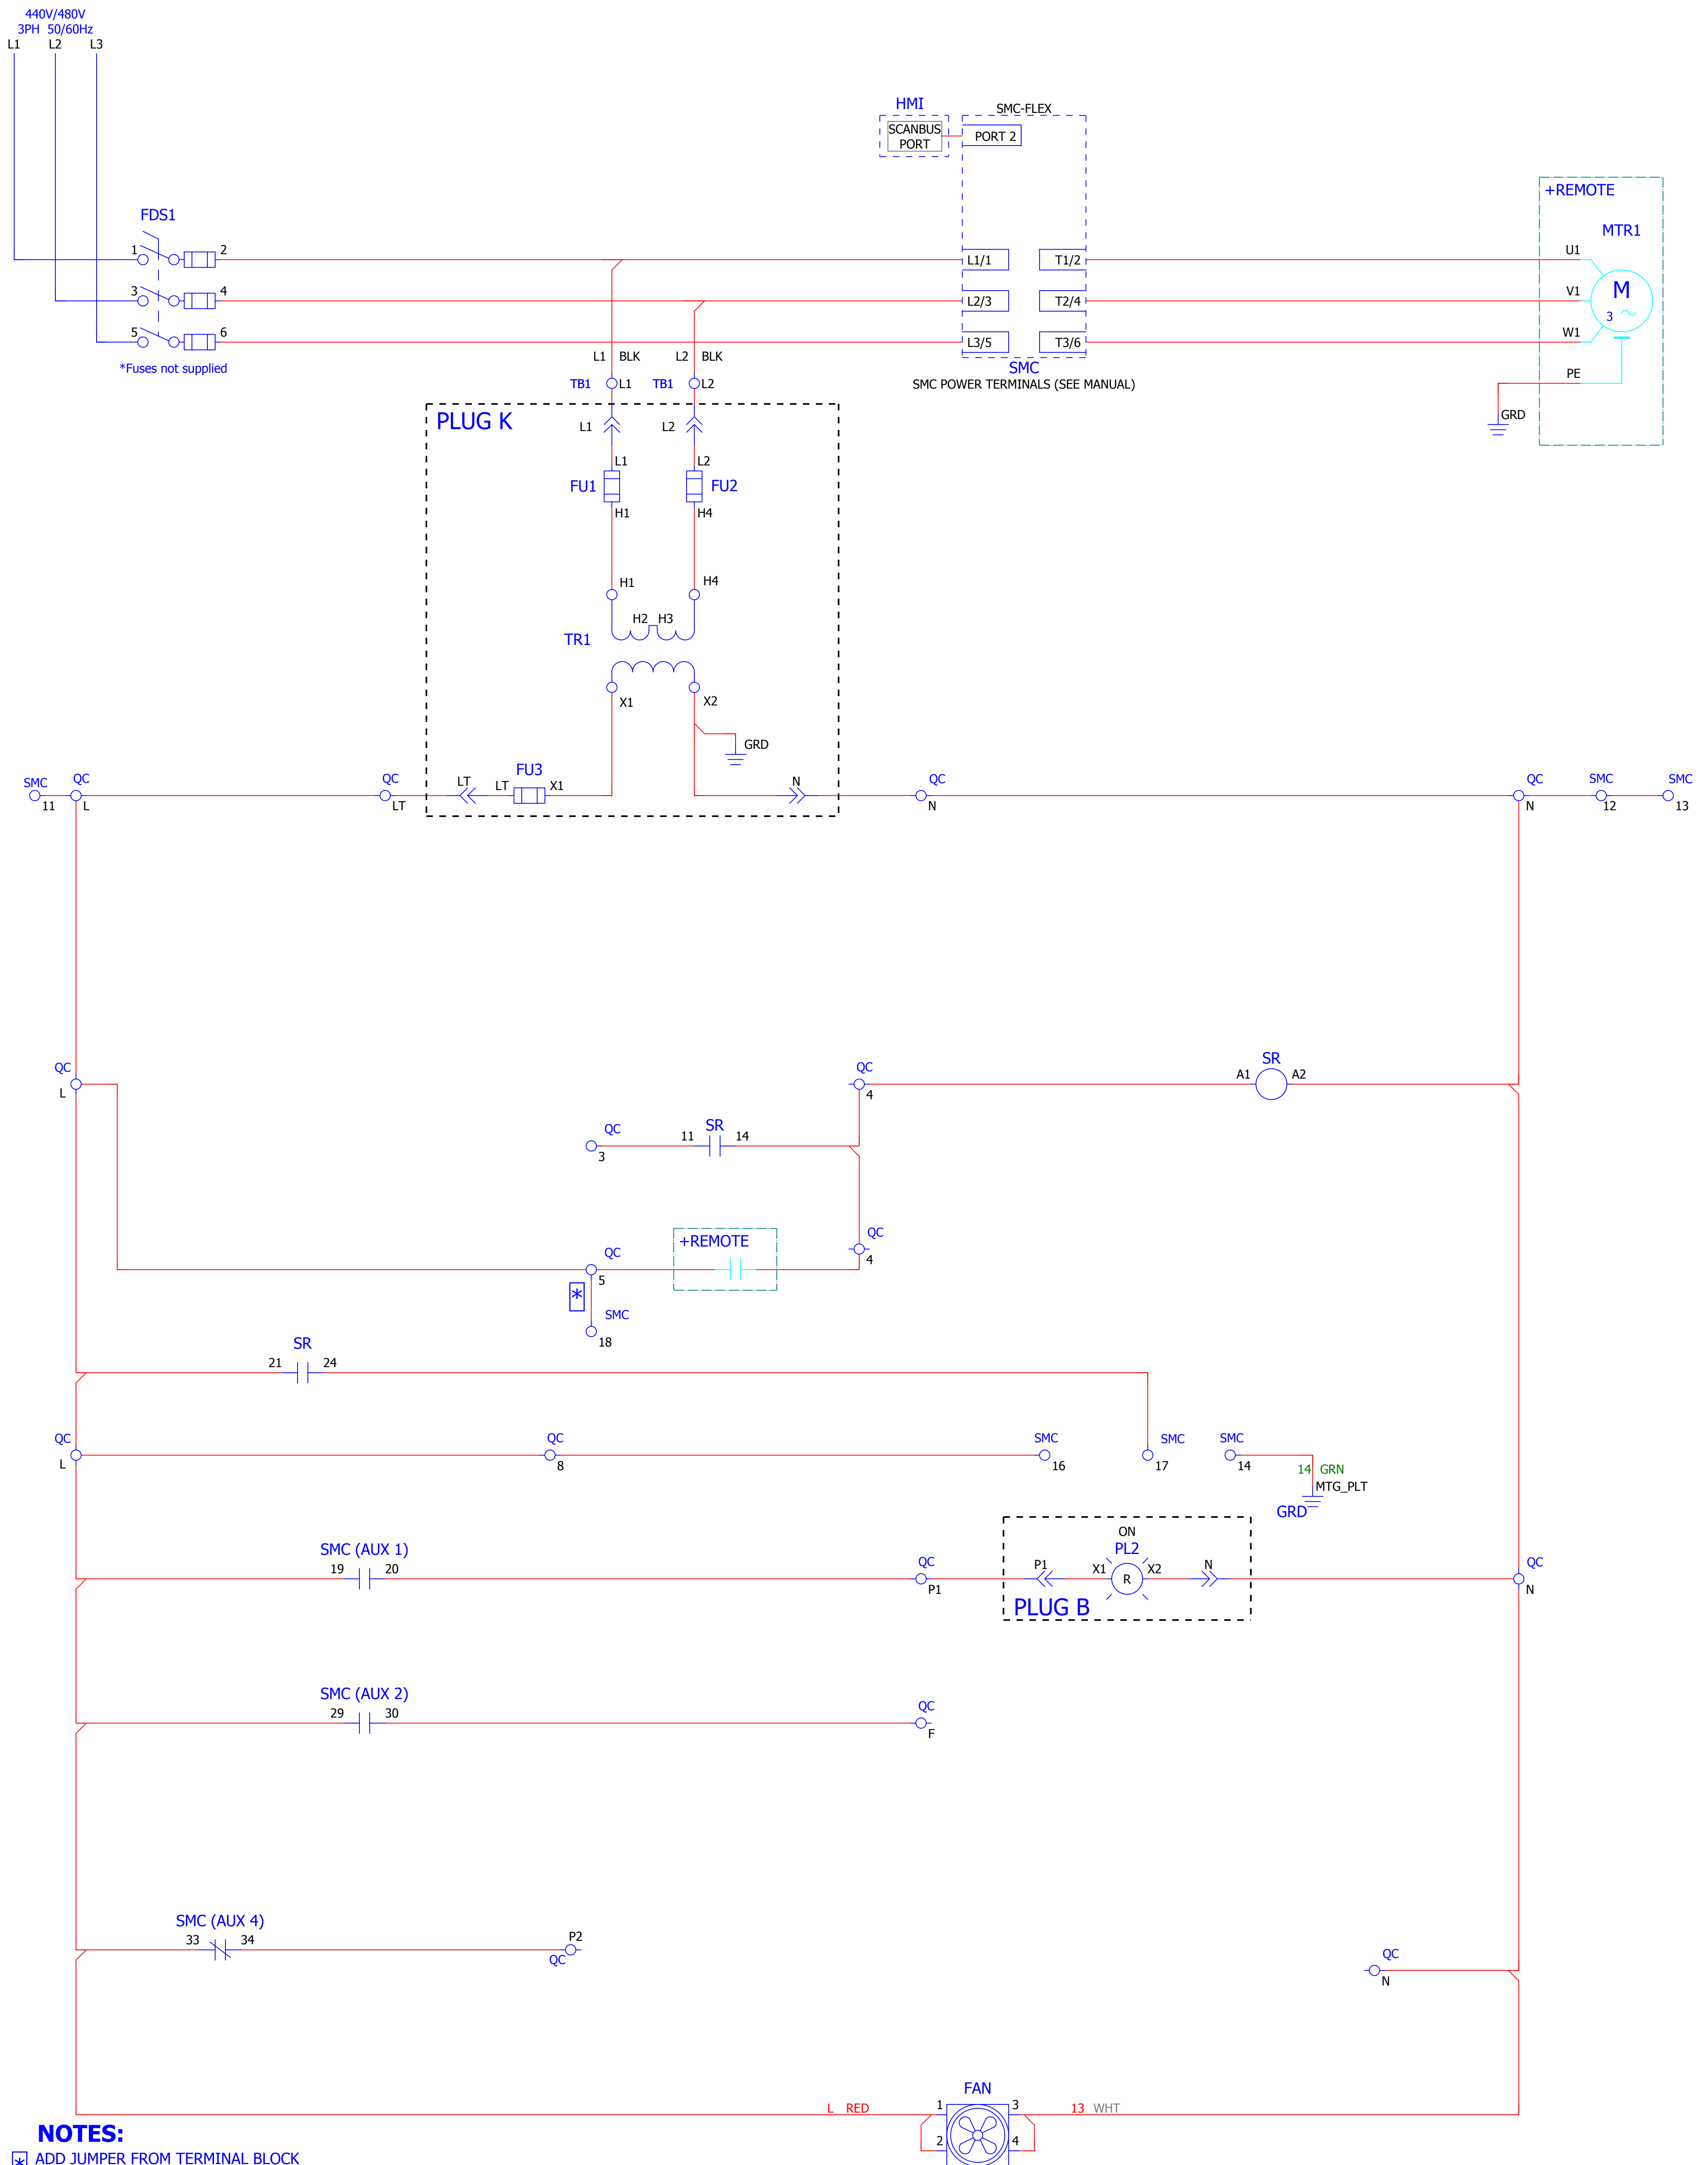 440V/480V
3PH 50/60Hz
L1 L2 L3
HMI
SCANBUS
PORT
SMC-FLEX
PORT 2
+REMOTE
MTR1
FDS1
1 2
L1/1 T1/2
U1
3 4
L2/3 T2/4
V1
M
3
5 6
L3/5 T3/6
W1
*Fuses not supplied
L1 BLK L2 BLK
SMC
SMC POWER TERMINALS (SEE MANUAL)
PE
GRD
TB1 L1 TB1 L2
PLUG K
L1 L2
L1 L2
FU1 FU2
H1 H4
H1 H4
H2 H3
TR1
X1 X2
GRD
SMC QC QC LT LT FU3 X1 N QC QC SMC SMC
11 L LT N N 12 13
QC QC SR
L 4 A1 A2
QC 11 SR 14
3
+REMOTE
QC QC
5 4
*
SMC
18
SR
21 24
QC QC SMC SMC SMC
L 8 16 17 14
14 GRN
MTG_PLT
GRD
SMC (AUX 1)
19 20
QC
P1
ON
PL2
P1 X1 R X2 N
PLUG B
QC
N
SMC (AUX 2)
29 30
QC
F
SMC (AUX 4)
33 34
P2
QC
QC
N
FAN
L RED 1 3 13 WHT
2 4
NOTES:
* ADD JUMPER FROM TERMINAL BLOCK